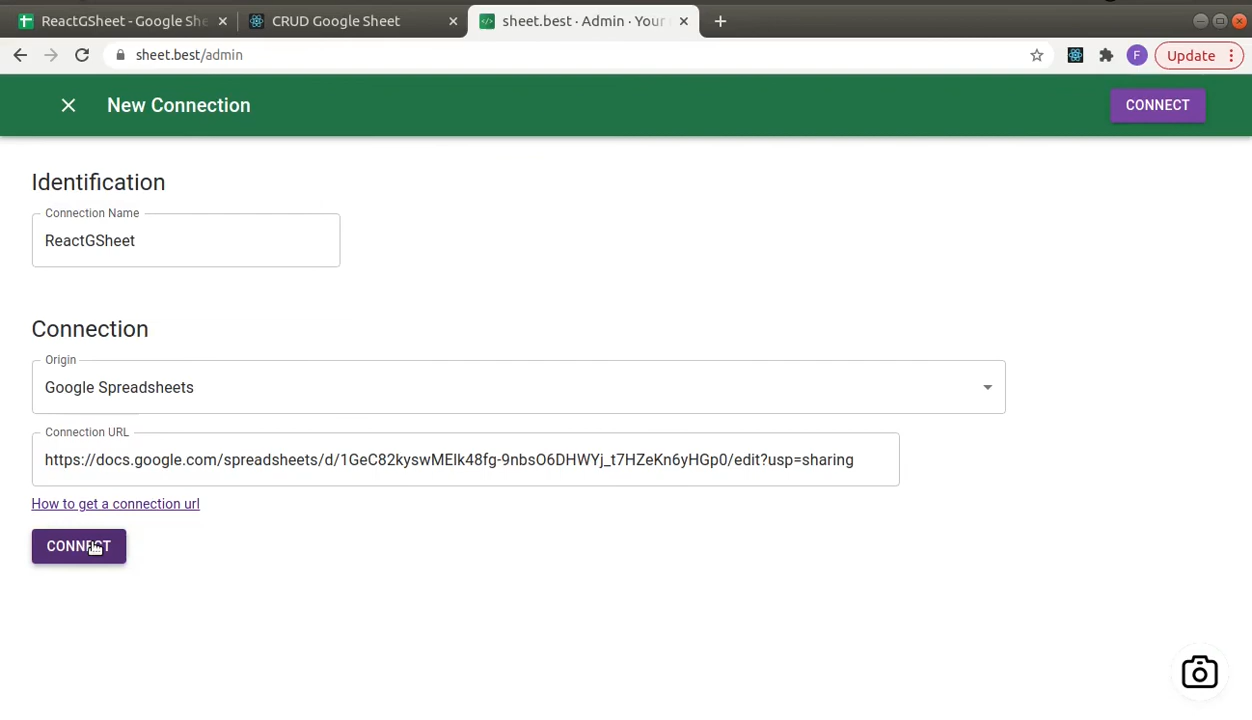 ReactGSheet - Google She
CRUD Google Sheet
sheet.best · Admin · Your
sheet.best/admin
F
Update
New Connection
CONNECT
Identification
Connection Name
ReactGSheet
Connection
Origin
Google Spreadsheets
Connection URL
https://docs.google.com/spreadsheets/d/1GeC82kyswMElk48fg-9nbsO6DHWYj_t7HZeKn6yHGp0/edit?usp=sharing
How to get a connection url
CONNECT